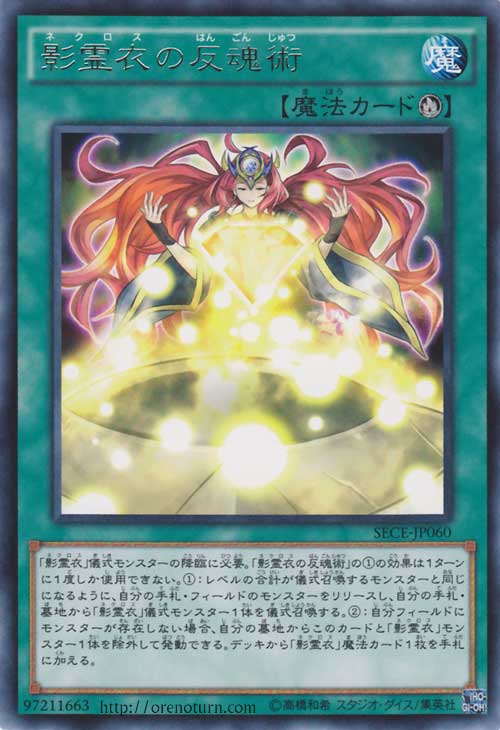 影霊衣の反魂術
ネクロス はんごんじゅつ
魔
【魔法カード】
まほう
SECE-JP060
「影霊衣」儀式モンスターの降臨に必要。「影霊衣の反魂術」の①の効果は1ターン
に1度しか使用できない。①：レベルの合計が儀式召喚するモンスターと同じ
になるように、自分の手札・フィールドのモンスターをリリースし、自分の手札・
墓地から「影霊衣」儀式モンスター1体を儀式召喚する。②：自分フィールドに
モンスターが存在しない場合、自分の墓地からこのカードと「影霊衣」モン
スター1体を除外して発動できる。デッキから「影霊衣」魔法カード1枚を手札
に加える。
97211663 http://orenoturn.com ©高橋和希 スタジオ・ダイス/集英社